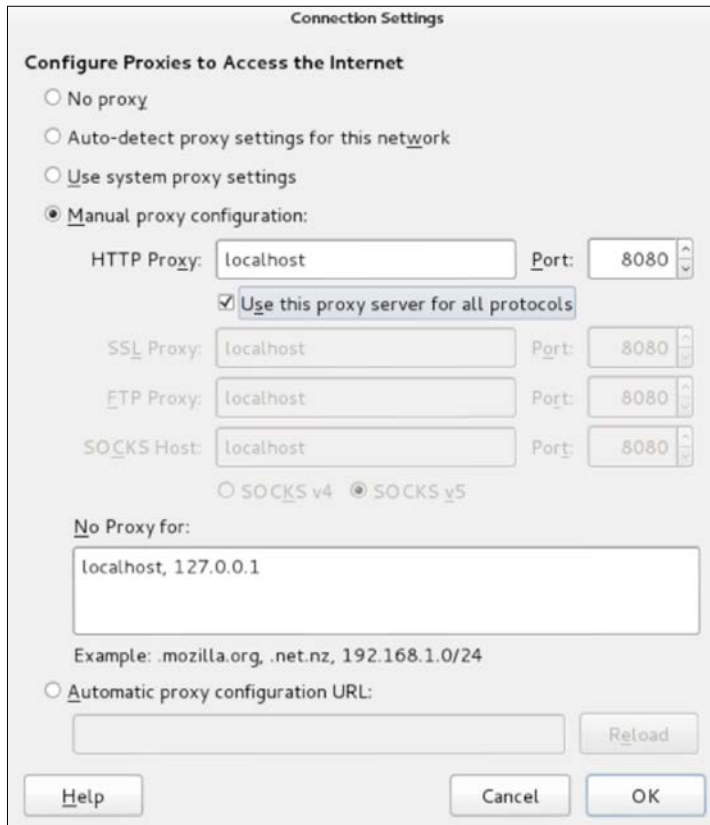 Connection Settings
Configure Proxies to Access the Internet
No proxy
Auto-detect proxy settings for this network
Use system proxy settings
Manual proxy configuration:
HTTP Proxy: localhost Port: 8080
Use this proxy server for all protocols
SSL Proxy: localhost Port: 8080
FTP Proxy: localhost Port: 8080
SOCKS Host: localhost Port: 8080
SOCKS v4 SOCKS v5
No Proxy for:
localhost, 127.0.0.1
Example: .mozilla.org, .net.nz, 192.168.1.0/24
Automatic proxy configuration URL:
Reload
Help Cancel OK